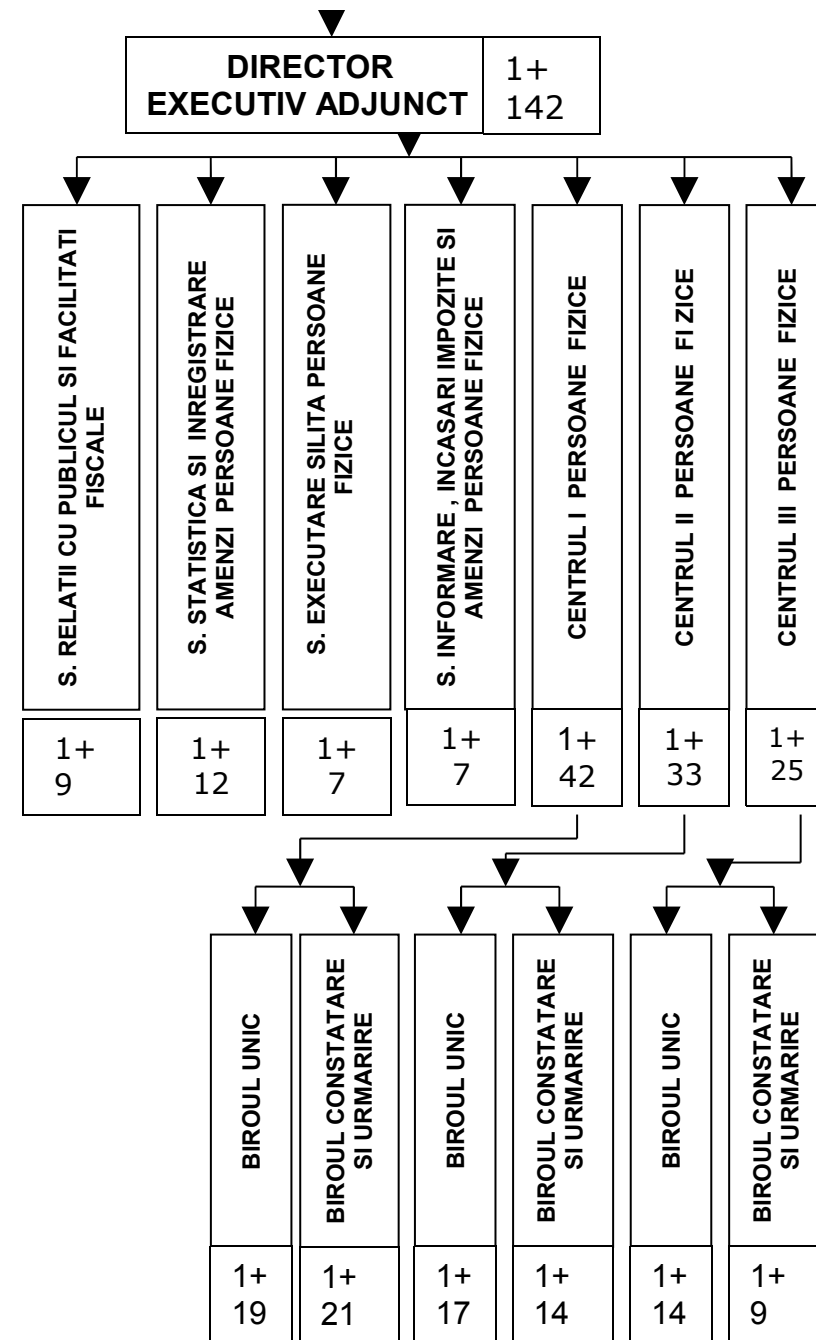 DIRECTOR
EXECUTIV ADJUNCT
1+
142
S. RELATII CU PUBLICUL SI FACILITATI
FISCALE
1+
9
S. STATISTICA SI INREGISTRARE
AMENZI PERSOANE FIZICE
1+
12
S. EXECUTARE SILITA PERSOANE
FIZICE
1+
7
S. INFORMARE , INCASARI IMPOZITE SI
AMENZI PERSOANE FIZICE
1+
7
CENTRUL I PERSOANE FIZICE
1+
42
CENTRUL II PERSOANE FI ZICE
1+
33
CENTRUL III PERSOANE FIZICE
1+
25
BIROUL UNIC
1+
19
BIROUL CONSTATARE
SI URMARIRE
1+
21
BIROUL UNIC
1+
17
BIROUL CONSTATARE
SI URMARIRE
1+
14
BIROUL UNIC
1+
14
BIROUL CONSTATARE
SI URMARIRE
1+
9